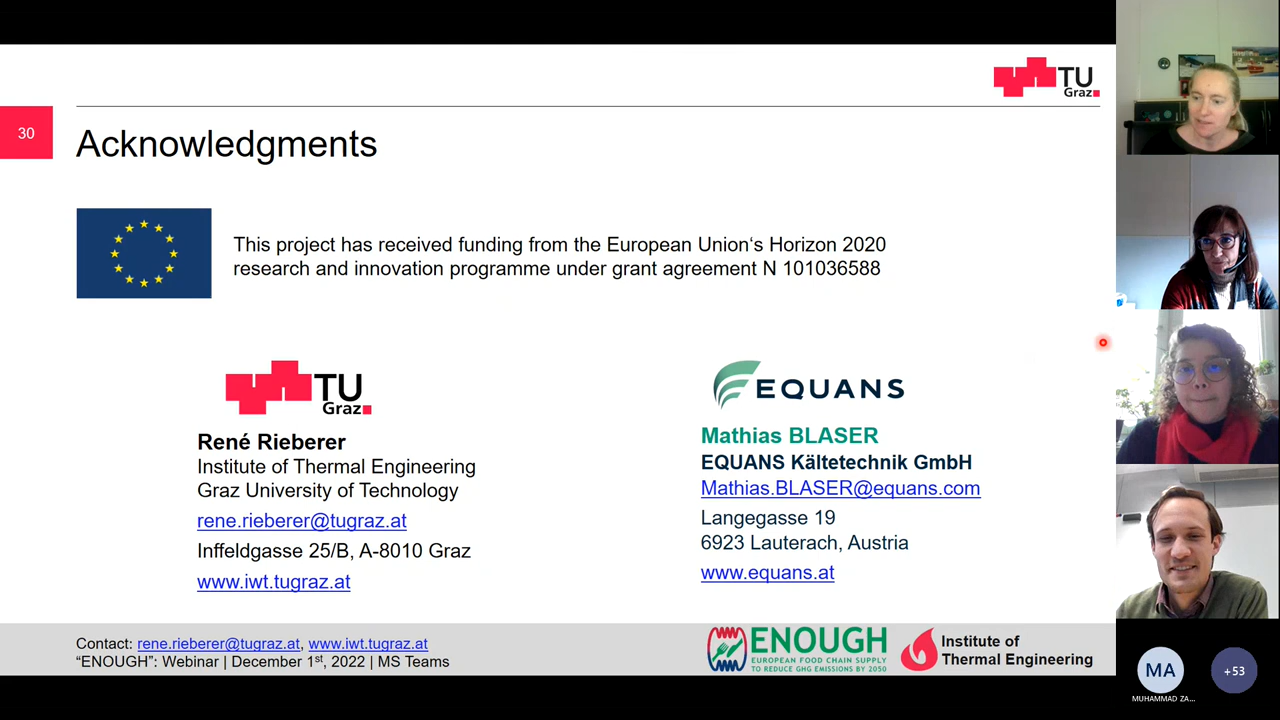 TU
Graz
30
Acknowledgments
This project has received funding from the European Union‘s Horizon 2020
research and innovation programme under grant agreement N 101036588
TU
Graz
René Rieberer
Institute of Thermal Engineering
Graz University of Technology
rene.rieberer@tugraz.at
Inffeldgasse 25/B, A-8010 Graz
www.iwt.tugraz.at
EQUANS
Mathias BLASER
EQUANS Kältetechnik GmbH
Mathias.BLASER@equans.com
Langegasse 19
6923 Lauterach, Austria
www.equans.at
Contact: rene.rieberer@tugraz.at, www.iwt.tugraz.at
“ENOUGH”: Webinar | December 1st, 2022 | MS Teams
ENOUGH
EUROPEAN FOOD CHAIN SUPPLY
TO REDUCE GHG EMISSIONS BY 2050
Institute of
Thermal Engineering
MA
+53
MUHAMMAD ZA...